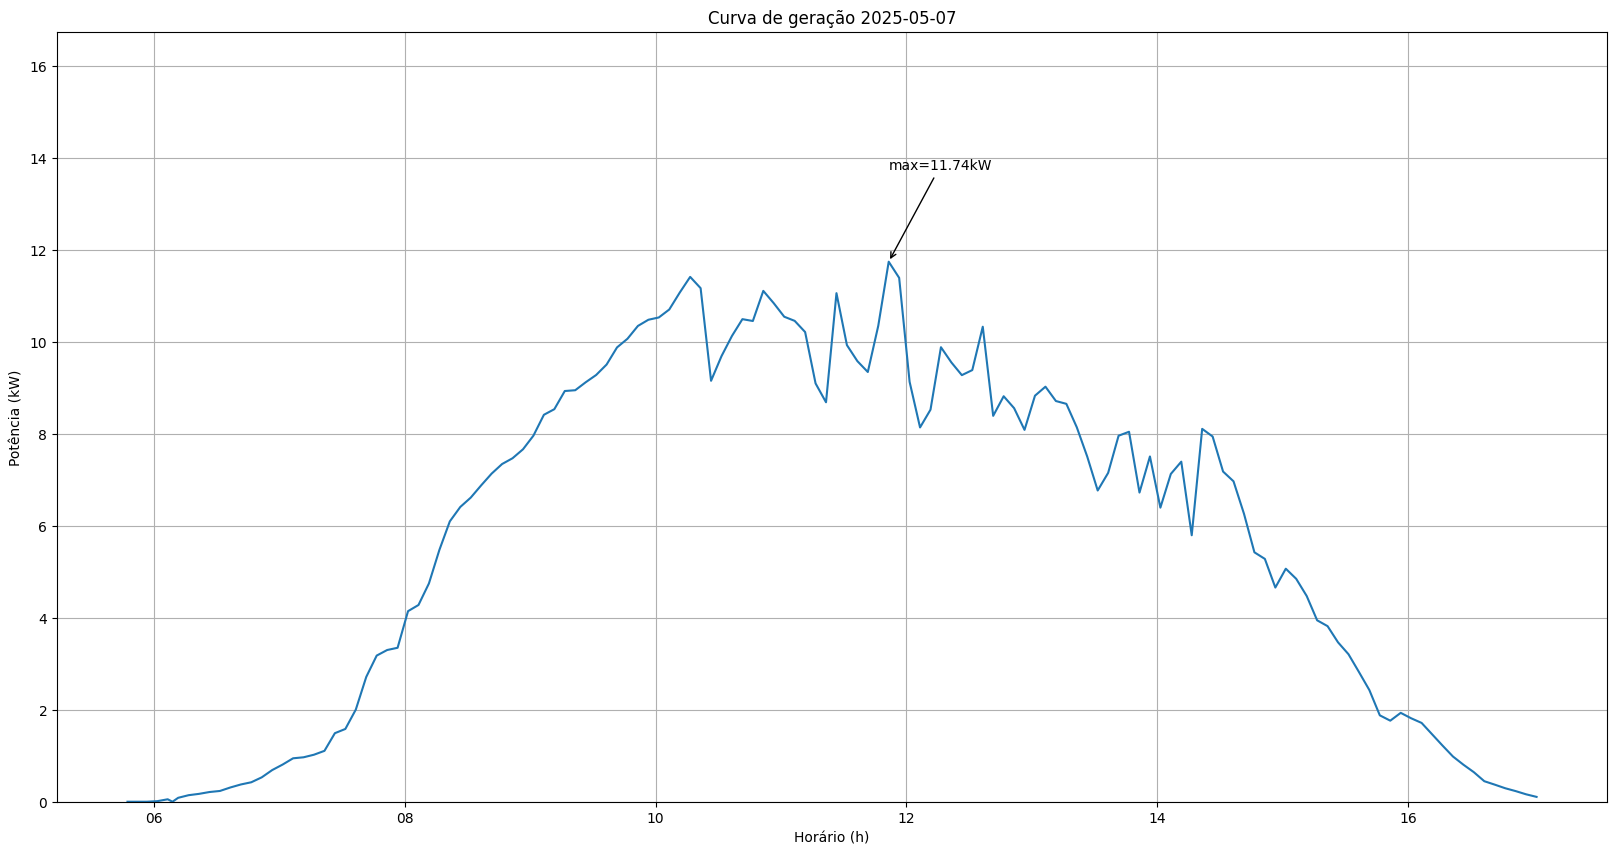 Curva de geração 2025-05-07
16
14
max=11.74kW
12
10
8
6
4
2
0
Potência (kW)
06 08 10 12 14 16
Horário (h)